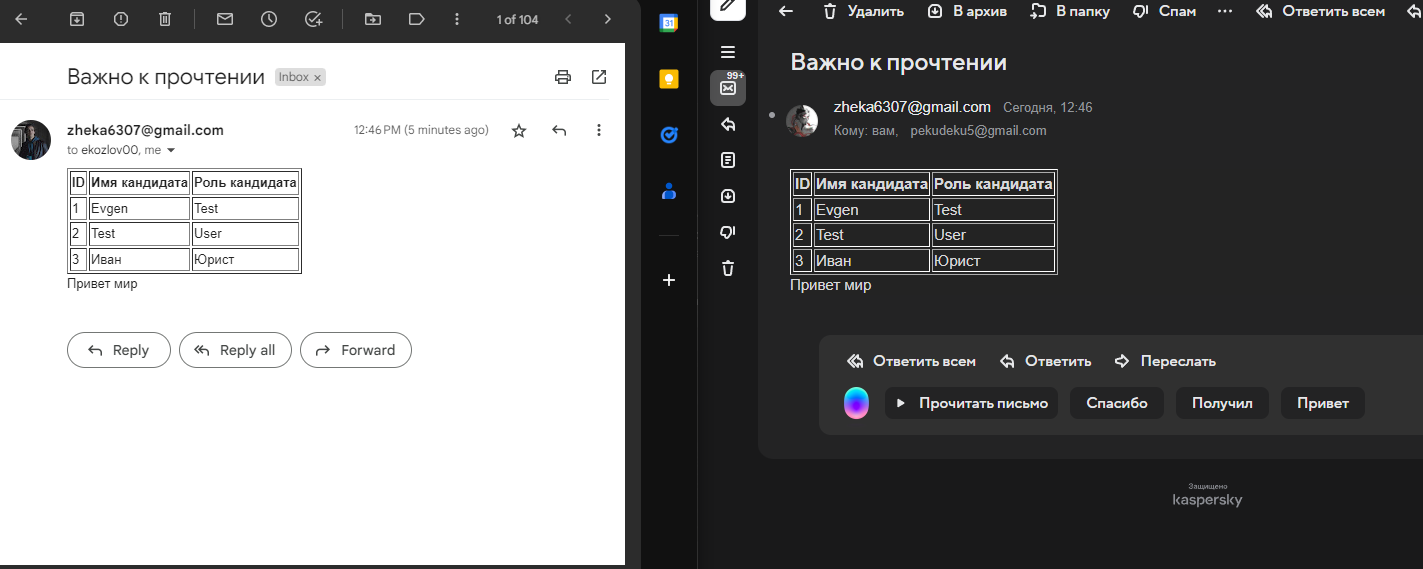 1 of 104
Важно к прочтении Inbox ×
zheka6307@gmail.com 12:46 PM (5 minutes ago)
to ekozlov00, me
ID Имя кандидата Роль кандидата
1 Evgen Test
2 Test User
3 Иван Юрист
Привет мир
Reply Reply all Forward
31
99+
Удалить В архив В папку Спам Ответить всем
Важно к прочтении
zheka6307@gmail.com Сегодня, 12:46
Кому: вам, pekudeku5@gmail.com
ID Имя кандидата Роль кандидата
1 Evgen Test
2 Test User
3 Иван Юрист
Привет мир
Ответить всем Ответить Переслать
Прочитать письмо Спасибо Получил Привет
Защищено
kaspersky